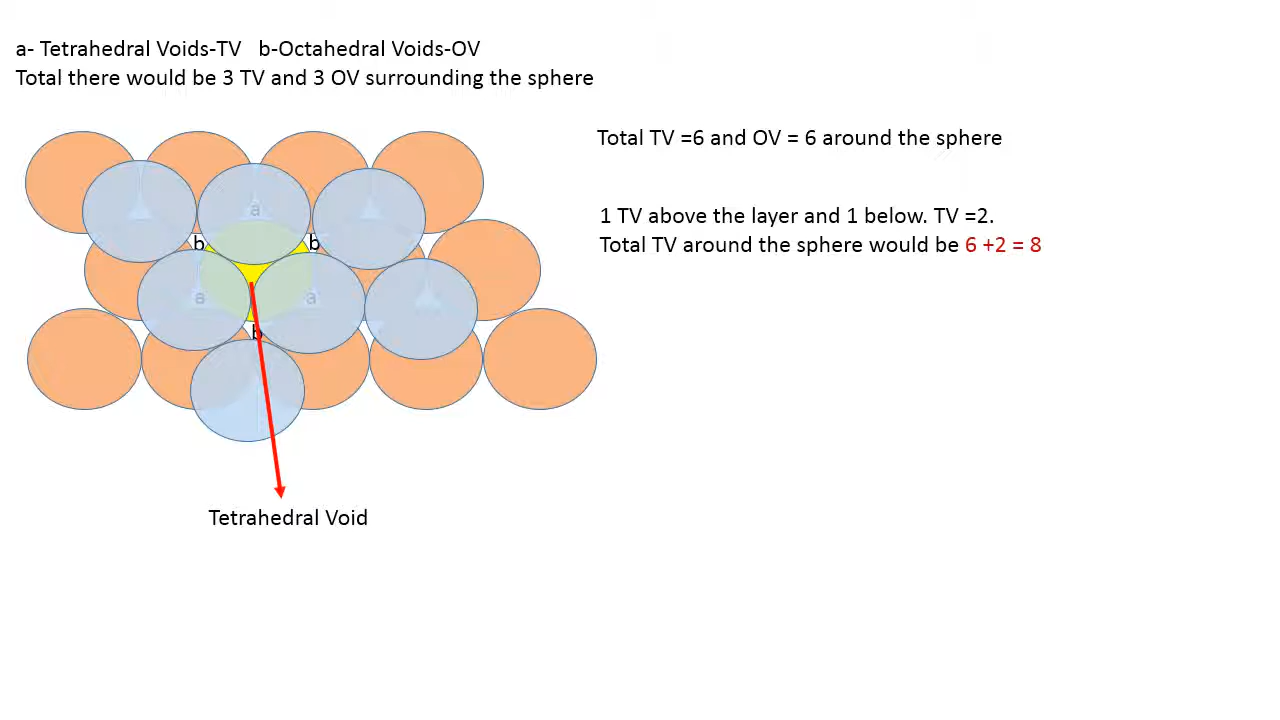 a- Tetrahedral Voids-TV   b-Octahedral Voids-OV
Total there would be 3 TV and 3 OV surrounding the sphere
Total TV =6 and OV = 6 around the sphere
1 TV above the layer and 1 below. TV =2.
Total TV around the sphere would be 6 +2 = 8
a
b b
a a
b
Tetrahedral Void